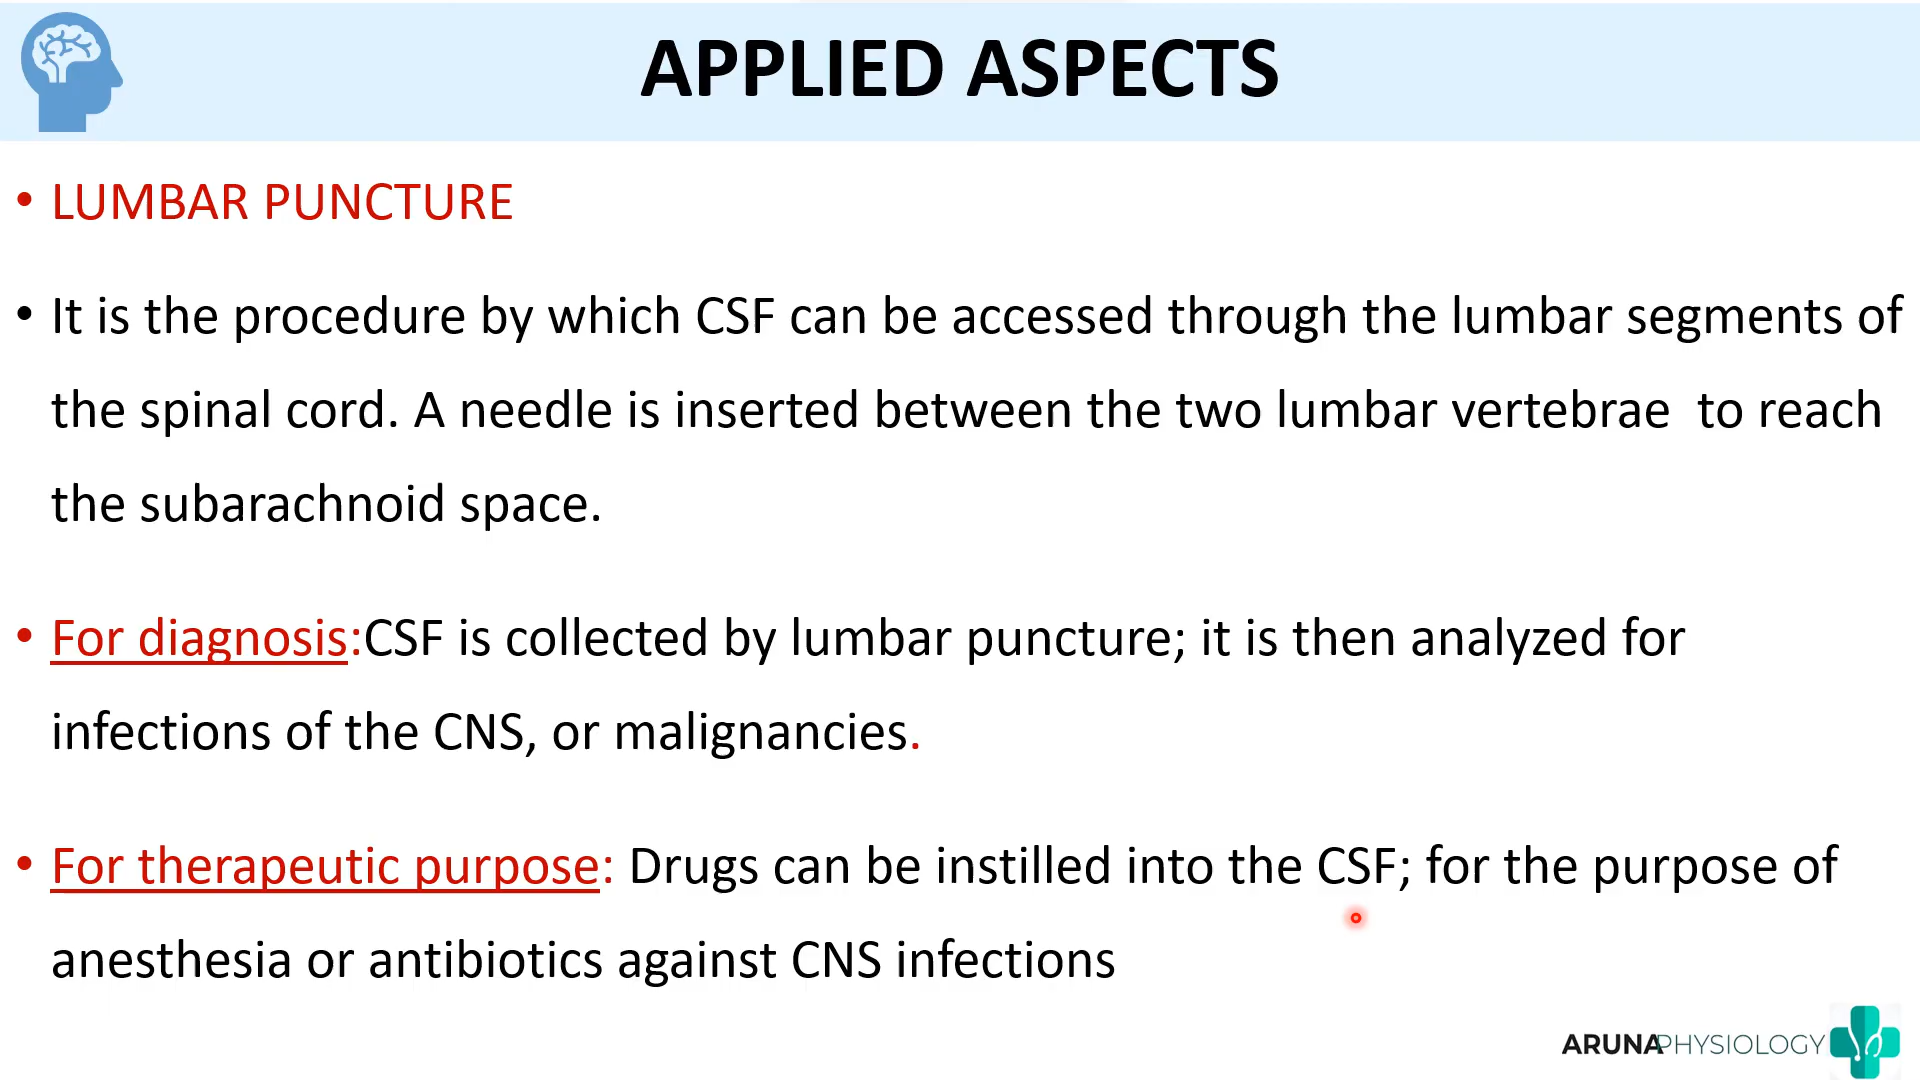 APPLIED ASPECTS
• LUMBAR PUNCTURE
• It is the procedure by which CSF can be accessed through the lumbar segments of
the spinal cord. A needle is inserted between the two lumbar vertebrae to reach
the subarachnoid space.
• For diagnosis:CSF is collected by lumbar puncture; it is then analyzed for
infections of the CNS, or malignancies.
• For therapeutic purpose: Drugs can be instilled into the CSF; for the purpose of
anesthesia or antibiotics against CNS infections
ARUNAPHYSIOLOGY